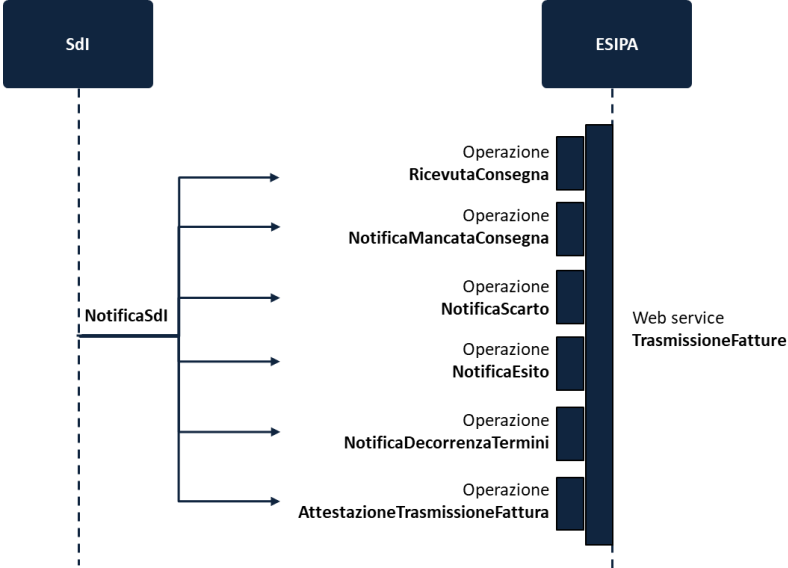 SdI
ESIPA
Operazione
RicevutaConsegna
Operazione
NotificaMancataConsegna
Operazione
NotificaScarto
NotificaSdI
Web service
TrasmissioneFatture
Operazione
NotificaEsito
Operazione
NotificaDecorrenzaTermini
Operazione
AttestazioneTrasmissioneFattura